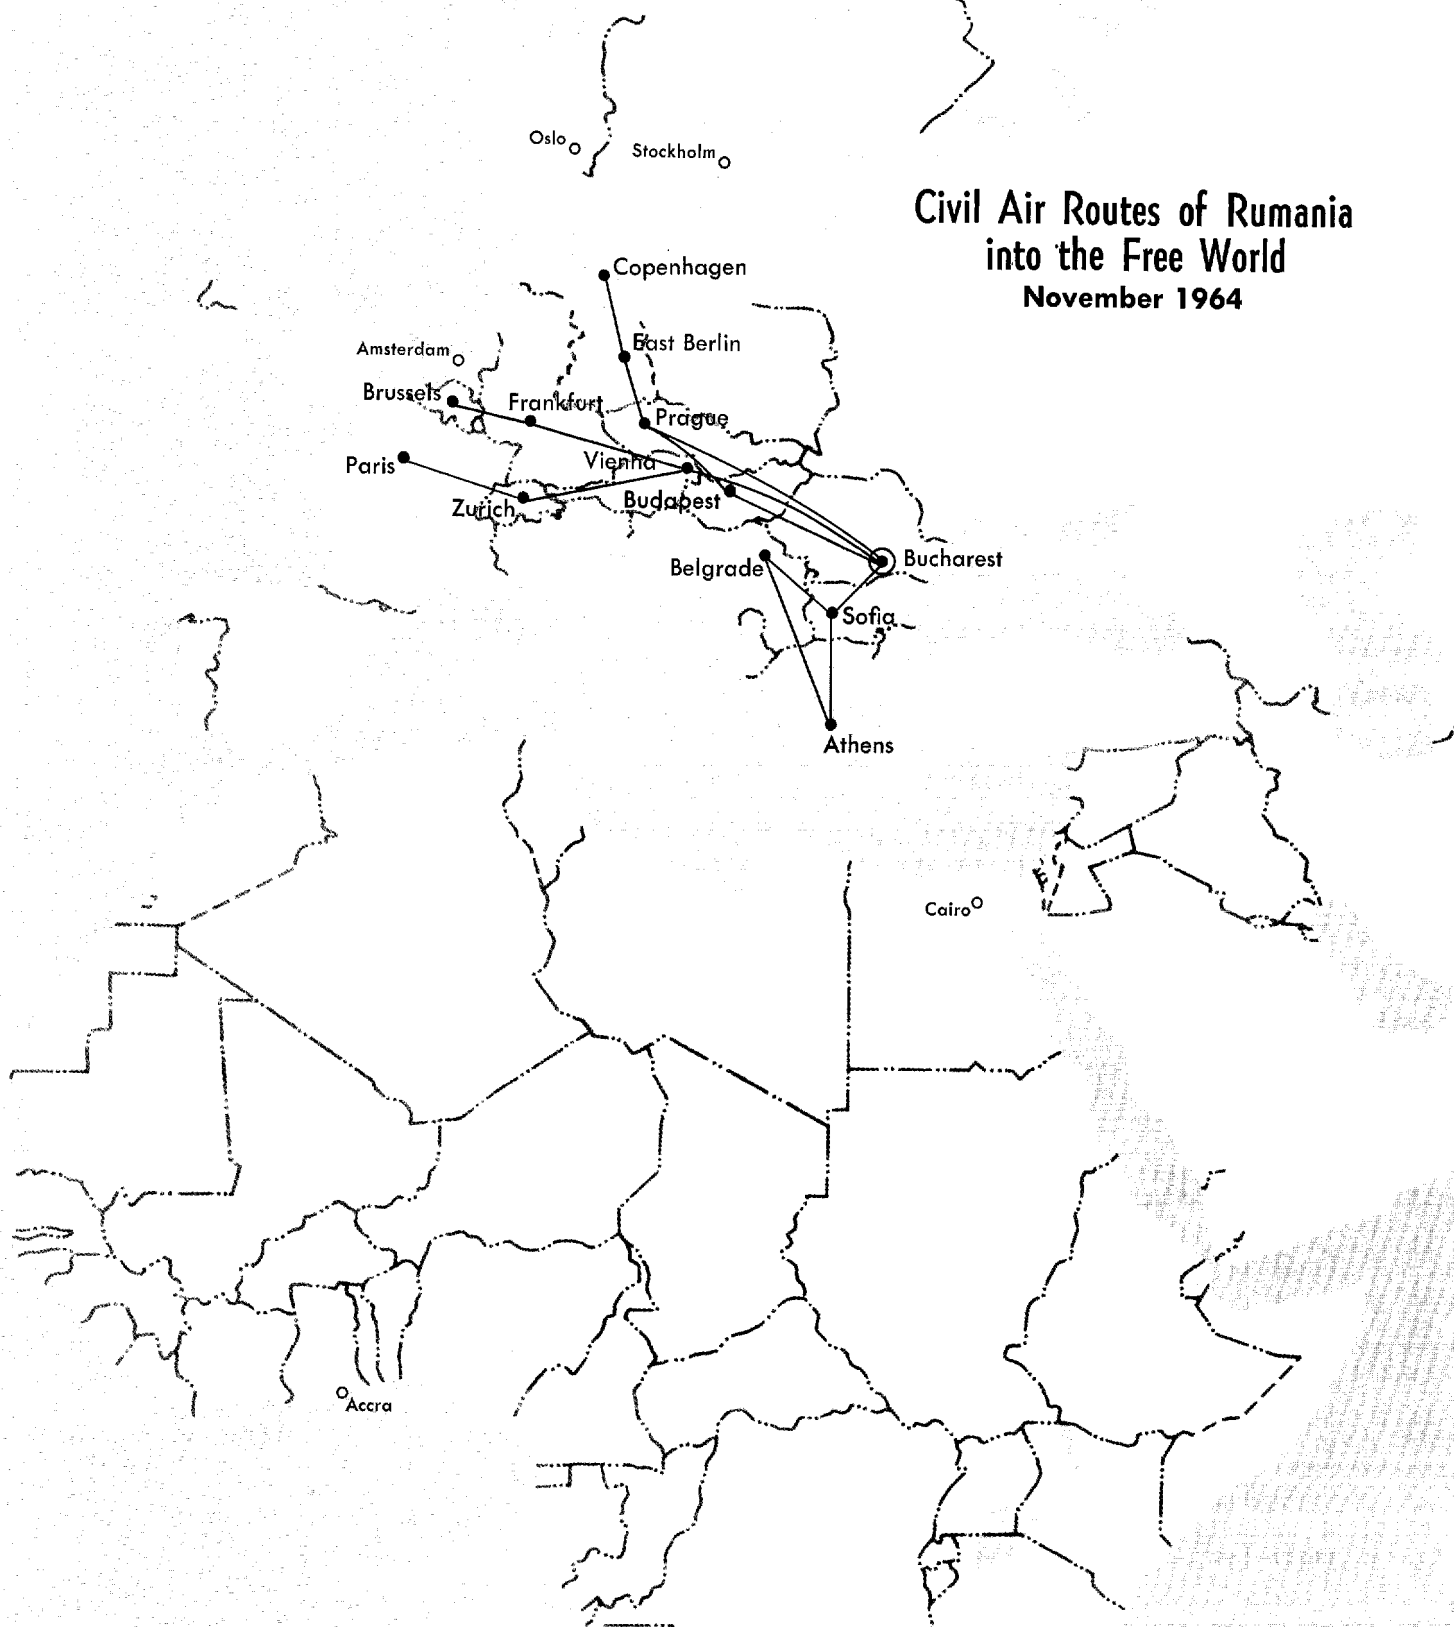 Oslo
Stockholm
Civil Air Routes of Rumania
into the Free World
November 1964
Copenhagen
East Berlin
Amsterdam
Brussels
Frankfurt
Prague
Paris
Vienna
Zurich
Budapest
Belgrade
Bucharest
Sofia
Athens
Cairo
Accra